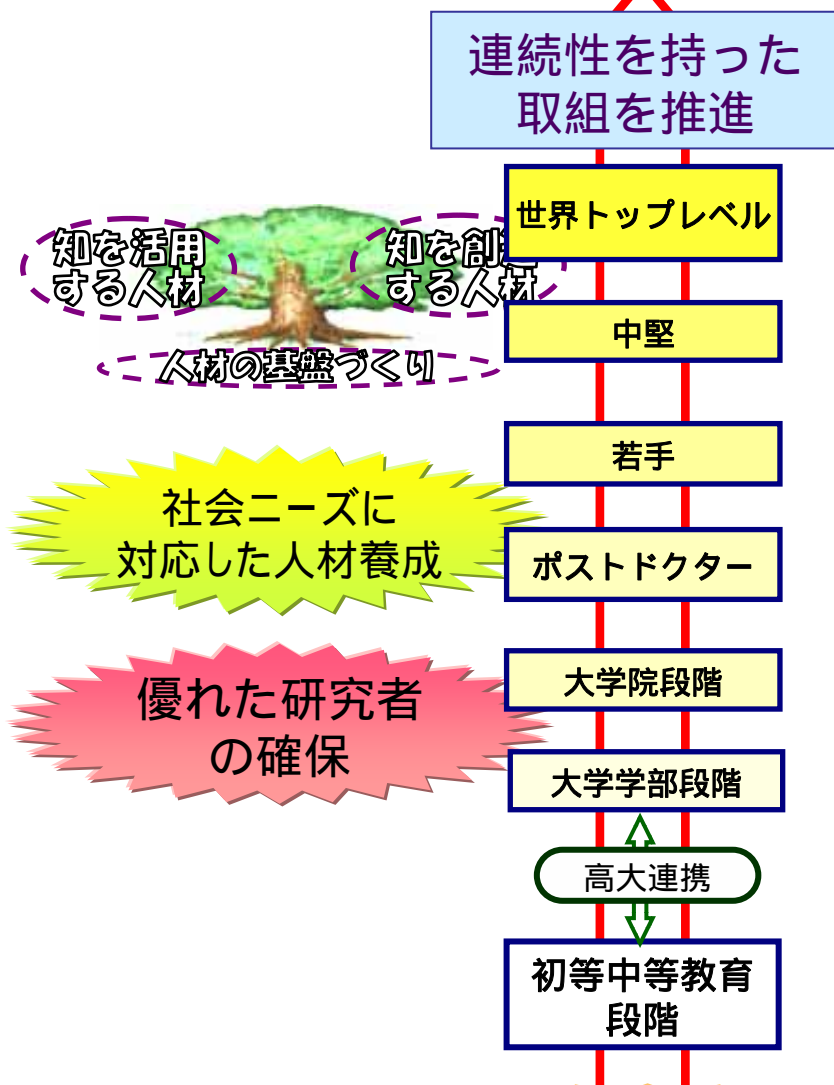 連続性を持った
取組を推進
世界トップレベル
知を活用
する人材
知を創造
する人材
人材の基盤づくり
中堅
若手
社会ニーズに
対応した人材養成
ポストドクター
大学院段階
優れた研究者
の確保
大学学部段階
高大連携
初等中等教育
段階